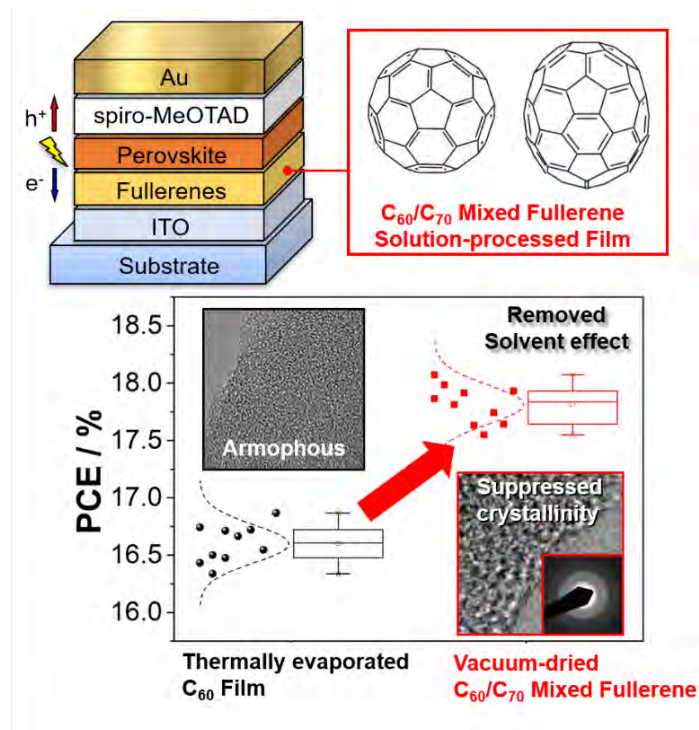 Au
spiro-MeOTAD
Perovskite
Fullerenes
ITO
Substrate
h⁺
e⁻
C₆₀/C₇₀ Mixed Fullerene
Solution-processed Film
PCE / %
18.5
18.0
17.5
17.0
16.5
16.0
Armophous
Removed
Solvent effect
Suppressed
crystallinity
Thermally evaporated
C₆₀ Film
Vacuum-dried
C₆₀/C₇₀ Mixed Fullerene